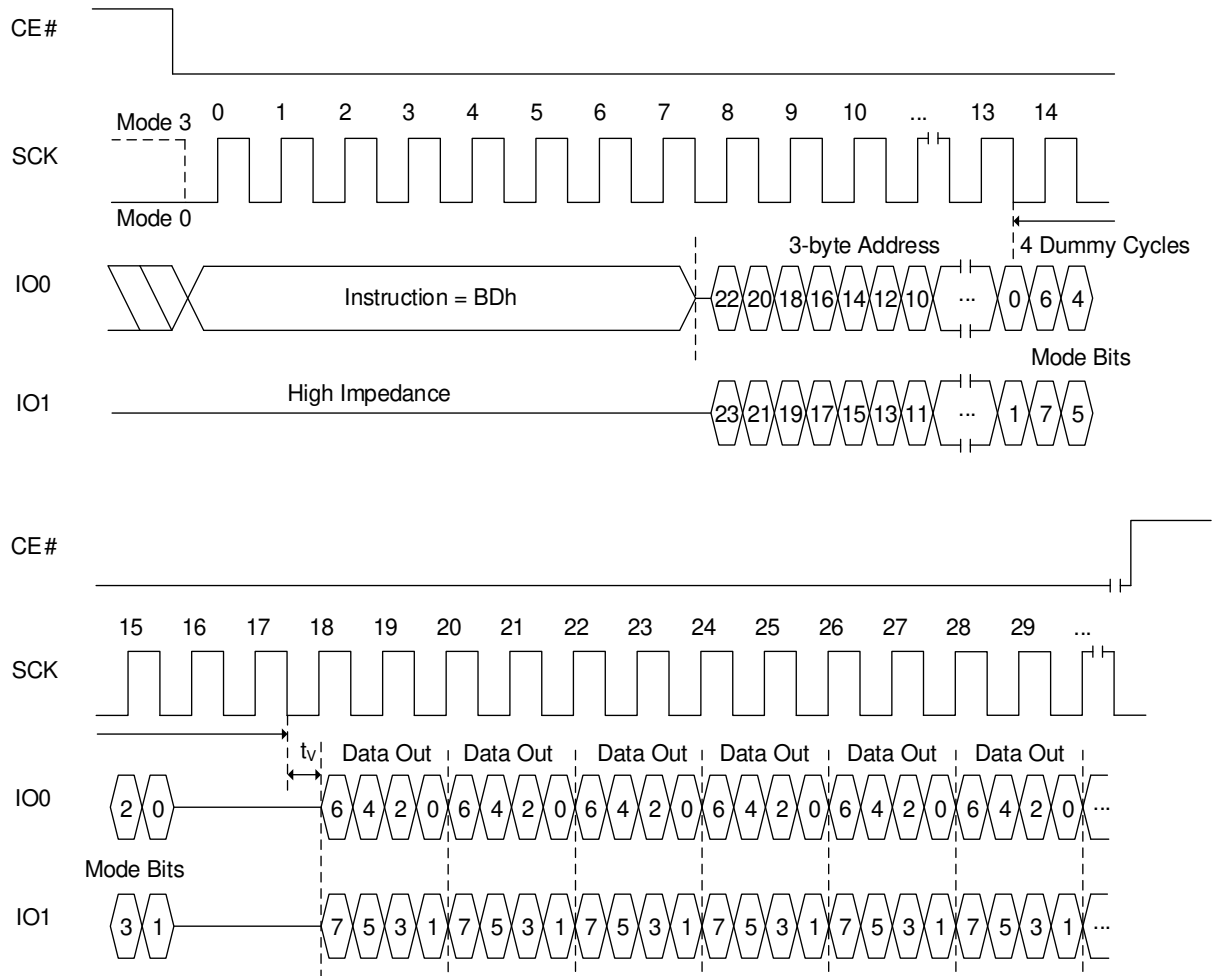 CE#
0 1 2 3 4 5 6 7 8 9 10 ... 13 14
Mode 3
SCK
Mode 0
3-byte Address 4 Dummy Cycles
IO0 Instruction = BDh 22 20 18 16 14 12 10 ... 0 6 4
Mode Bits
IO1 High Impedance 23 21 19 17 15 13 11 ... 1 7 5
CE#
15 16 17 18 19 20 21 22 23 24 25 26 27 28 29 ...
SCK
tV Data Out Data Out Data Out Data Out Data Out Data Out
IO0 2 0 6 4 2 0 6 4 2 0 6 4 2 0 6 4 2 0 6 4 2 0 6 4 2 0 ...
Mode Bits
IO1 3 1 7 5 3 1 7 5 3 1 7 5 3 1 7 5 3 1 7 5 3 1 7 5 3 1 ...